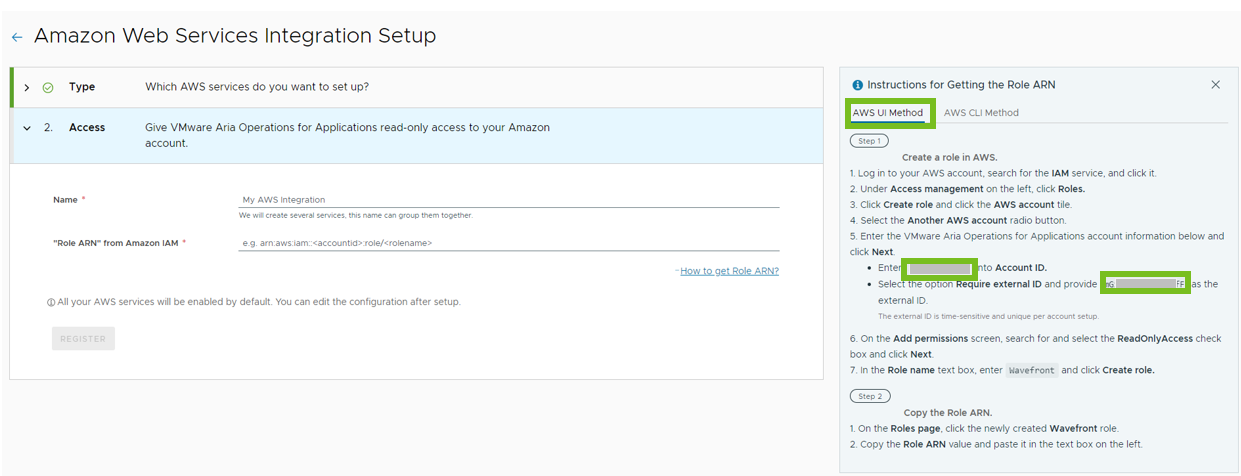 Amazon Web Services Integration Setup
Type
Which AWS services do you want to set up?
2. Access
Give VMware Aria Operations for Applications read-only access to your Amazon
account.
Name *
My AWS Integration
We will create several services, this name can group them together.
"Role ARN" from Amazon IAM *
e.g. arn:aws:iam::<accountid>:role/<rolename>
How to get Role ARN?
All your AWS services will be enabled by default. You can edit the configuration after setup.
REGISTER
Instructions for Getting the Role ARN
AWS UI Method
AWS CLI Method
Step 1
Create a role in AWS.
1. Log in to your AWS account, search for the IAM service, and click it.
2. Under Access management on the left, click Roles.
3. Click Create role and click the AWS account tile.
4. Select the Another AWS account radio button.
5. Enter the VMware Aria Operations for Applications account information below and
click Next.
• Enter into Account ID.
• Select the option Require external ID and provide as the
external ID.
The external ID is time-sensitive and unique per account setup.
6. On the Add permissions screen, search for and select the ReadOnlyAccess check
box and click Next.
7. In the Role name text box, enter Wavefront and click Create role.
Step 2
Copy the Role ARN.
1. On the Roles page, click the newly created Wavefront role.
2. Copy the Role ARN value and paste it in the text box on the left.